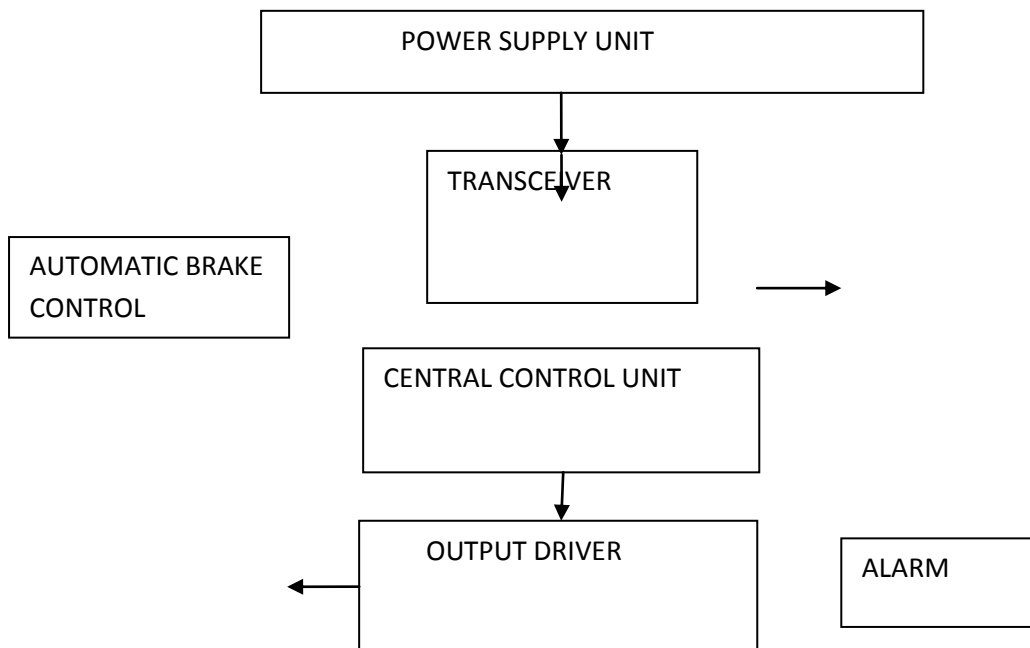 POWER SUPPLY UNIT
TRANSCEIVER
AUTOMATIC BRAKE
CONTROL
CENTRAL CONTROL UNIT
OUTPUT DRIVER
ALARM